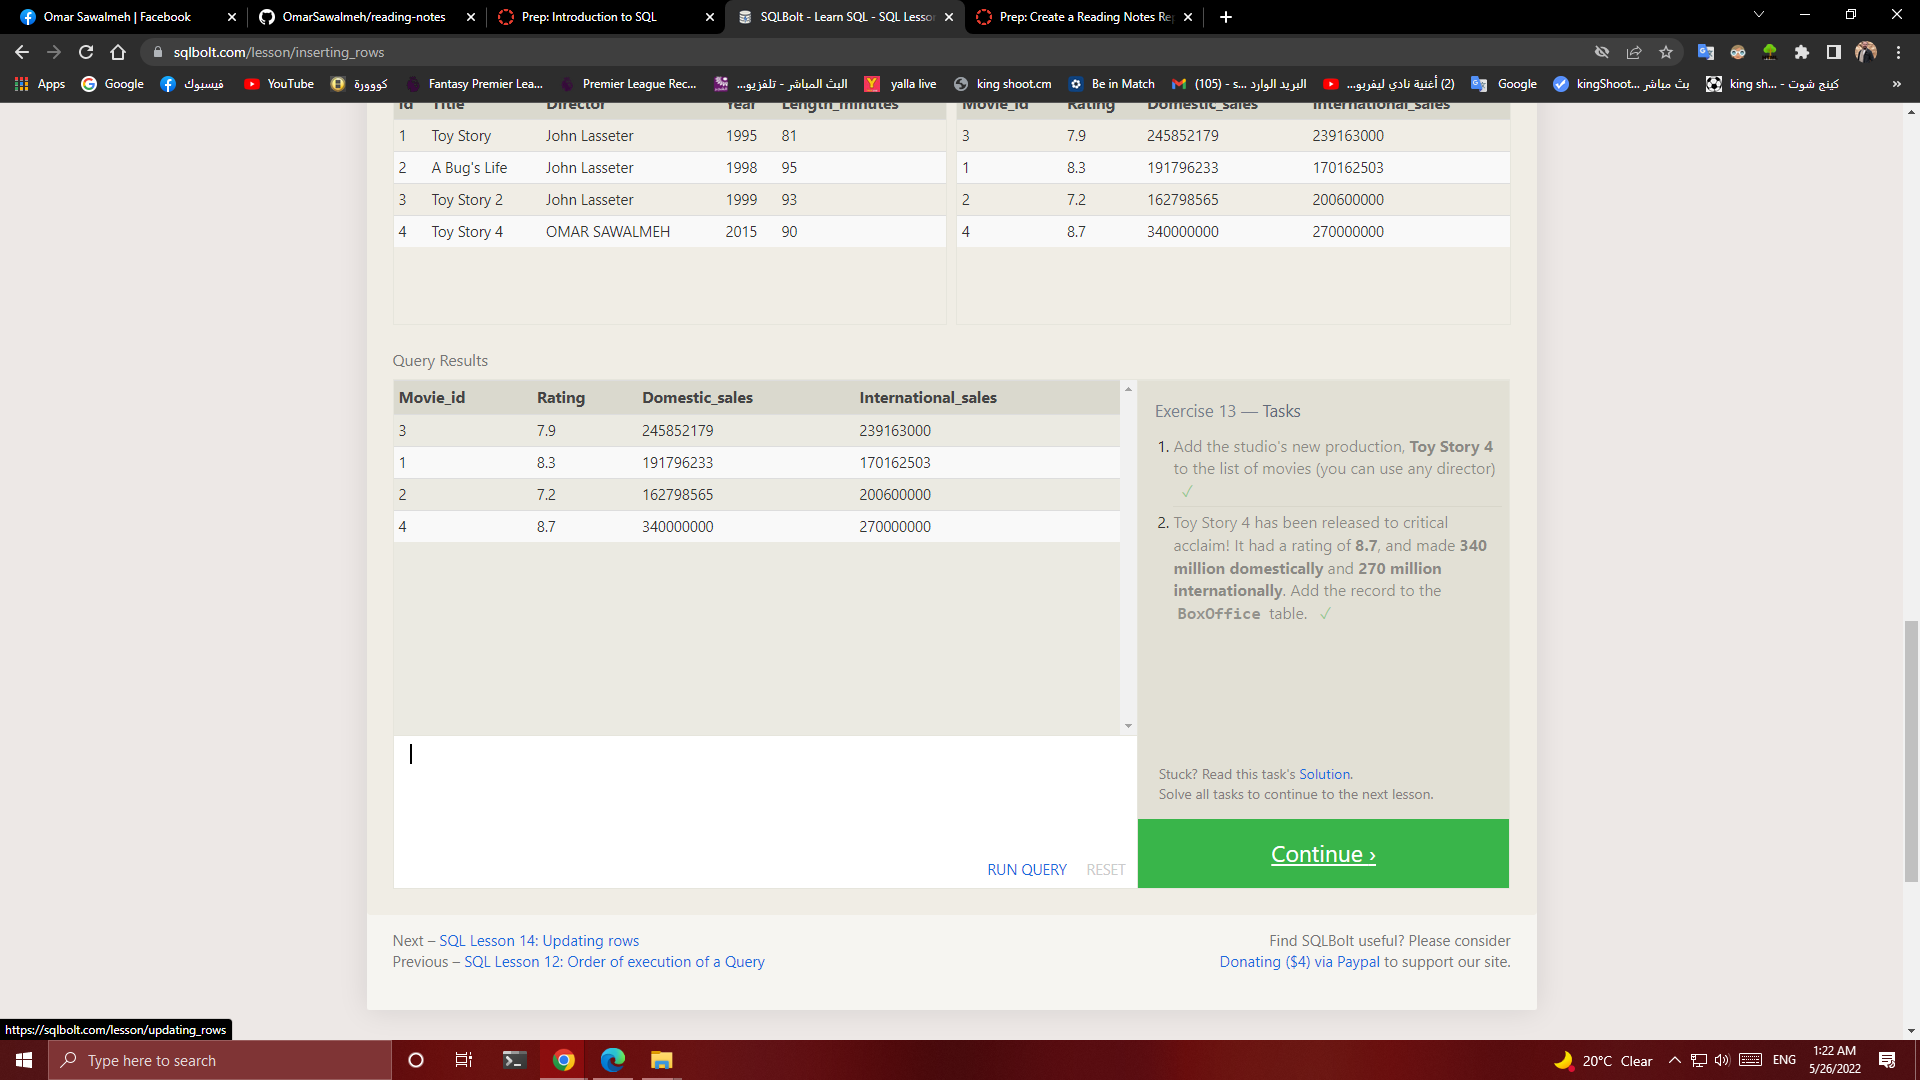 Omar Sawalmeh | Facebook
OmarSawalmeh/reading-notes
Prep: Introduction to SQL
SQLBolt - Learn SQL - SQL Lesson
Prep: Create a Reading Notes Re
sqlbolt.com/lesson/inserting_rows
Apps
Google
فيسبوك
YouTube
كووورة
Fantasy Premier Lea...
Premier League Rec...
البث المباشر - تلفزيو...
yalla live
king shoot.cm
Be in Match
البريد الوارد (105) - s...
(2) أغنية نادي ليفربو...
Google
بث مباشر kingShoot...
كينج شوت - king sh...
»
Id Title Director Year Length_minutes
1 Toy Story John Lasseter 1995 81
2 A Bug's Life John Lasseter 1998 95
3 Toy Story 2 John Lasseter 1999 93
4 Toy Story 4 OMAR SAWALMEH 2015 90
Movie_id Rating Domestic_sales International_sales
3 7.9 245852179 239163000
1 8.3 191796233 170162503
2 7.2 162798565 200600000
4 8.7 340000000 270000000
Query Results
Movie_id Rating Domestic_sales International_sales
3 7.9 245852179 239163000
1 8.3 191796233 170162503
2 7.2 162798565 200600000
4 8.7 340000000 270000000
RUN QUERY RESET
Exercise 13 — Tasks
1. Add the studio's new production, Toy Story 4
to the list of movies (you can use any director)
✓
2. Toy Story 4 has been released to critical
acclaim! It had a rating of 8.7, and made 340
million domestically and 270 million
internationally. Add the record to the
BoxOffice table. ✓
Stuck? Read this task's Solution.
Solve all tasks to continue to the next lesson.
Continue ›
Next – SQL Lesson 14: Updating rows
Previous – SQL Lesson 12: Order of execution of a Query
Find SQLBolt useful? Please consider
Donating ($4) via Paypal to support our site.
https://sqlbolt.com/lesson/updating_rows
Type here to search
20°C Clear
ENG
1:22 AM
5/26/2022